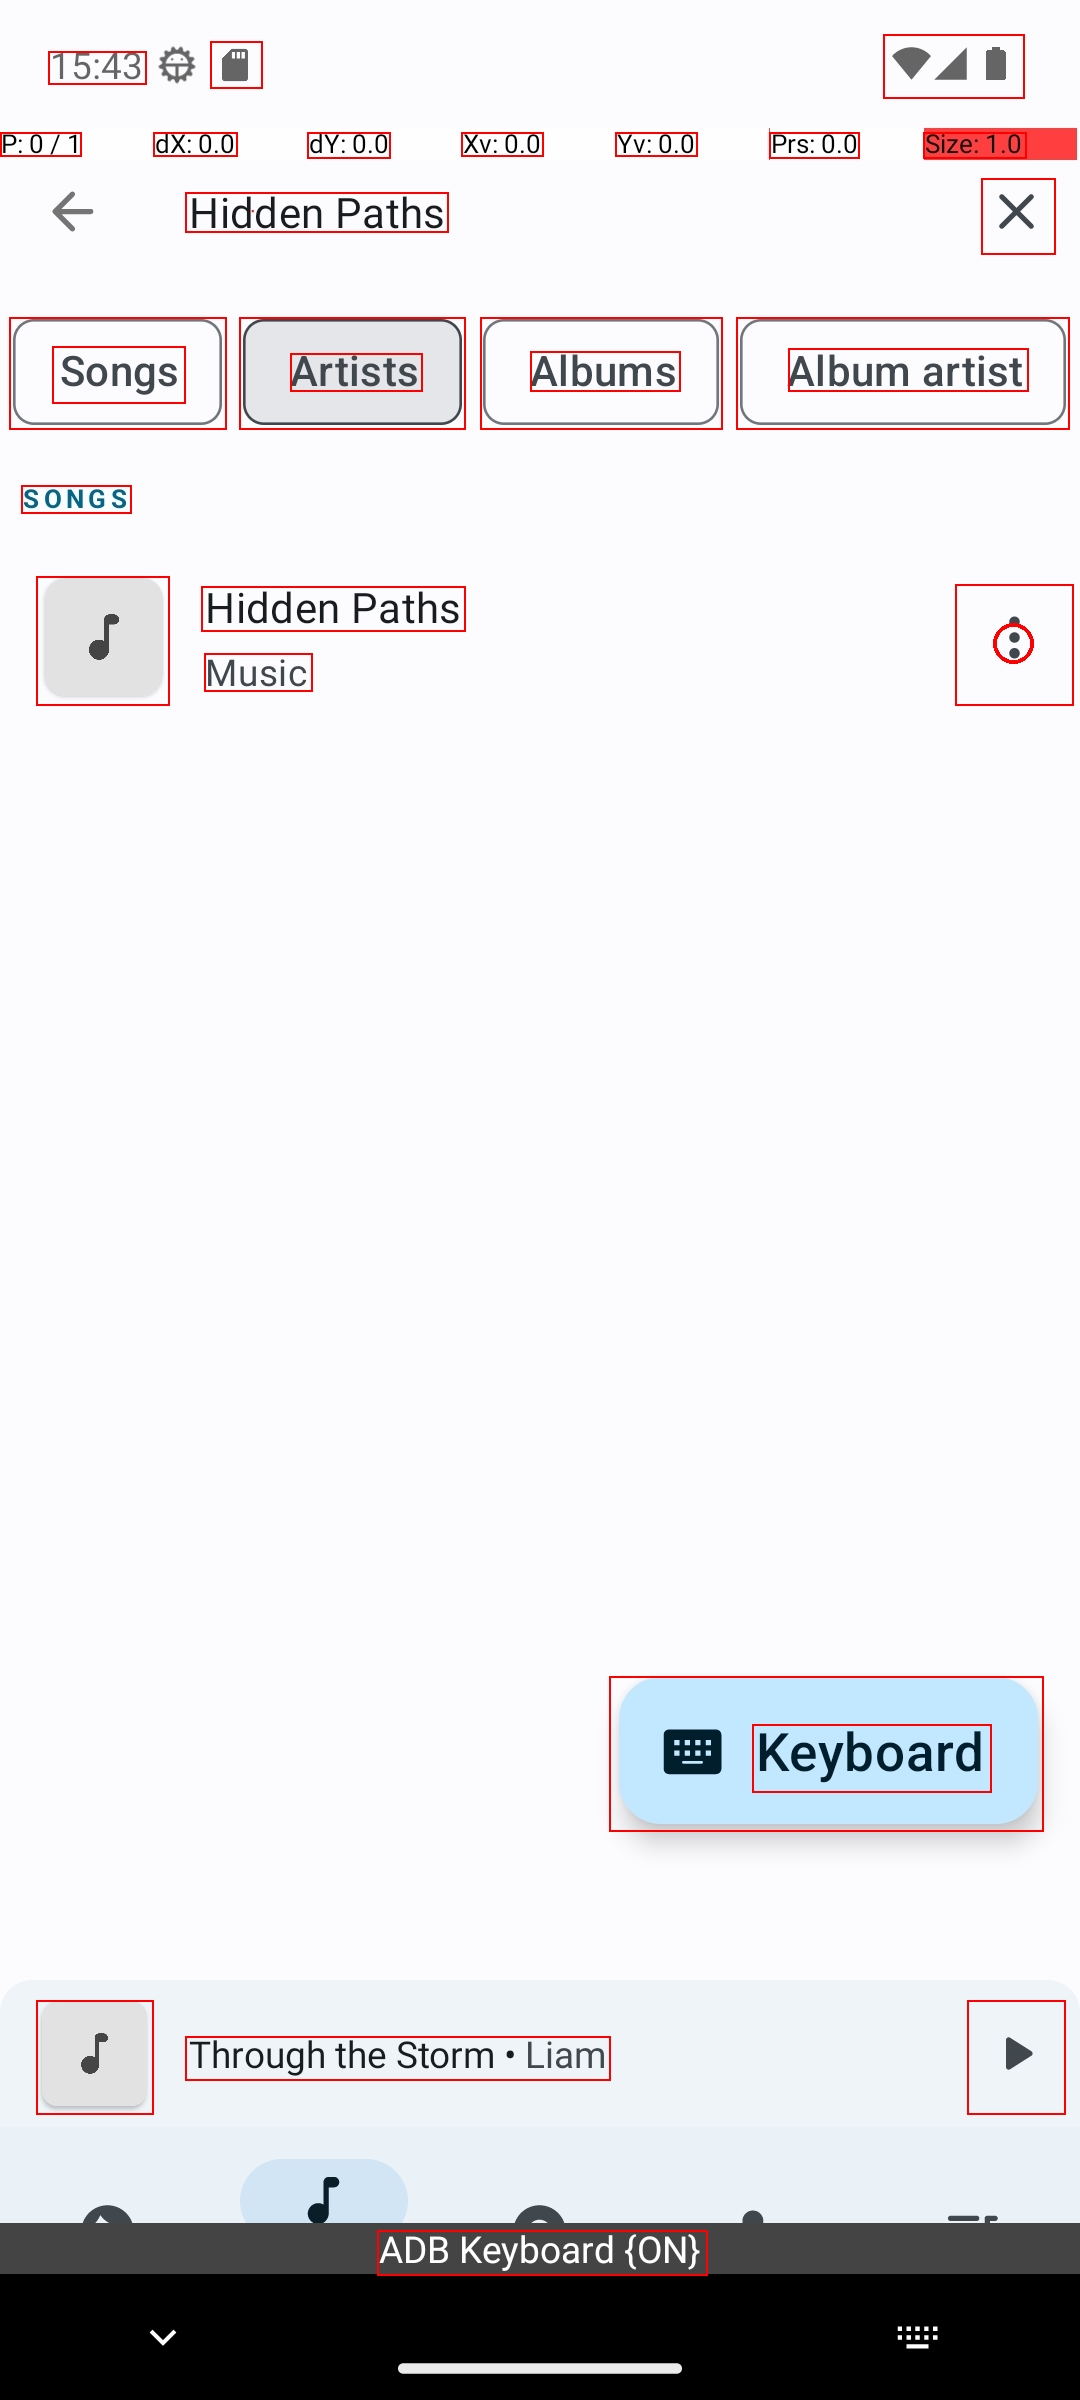 15:43
P: 0 / 1 dX: 0.0 dY: 0.0 Xv: 0.0 Yv: 0.0 Prs: 0.0 Size: 1.0
Hidden Paths
Songs Artists Albums Album artist
SONGS
Hidden Paths
Music
Keyboard
Through the Storm • Liam
ADB Keyboard {ON}